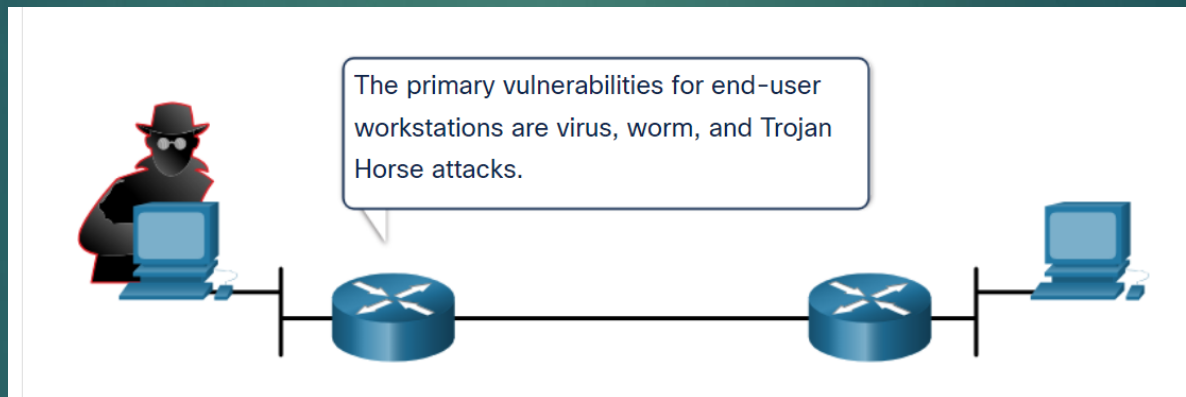 The primary vulnerabilities for end-user
workstations are virus, worm, and Trojan
Horse attacks.